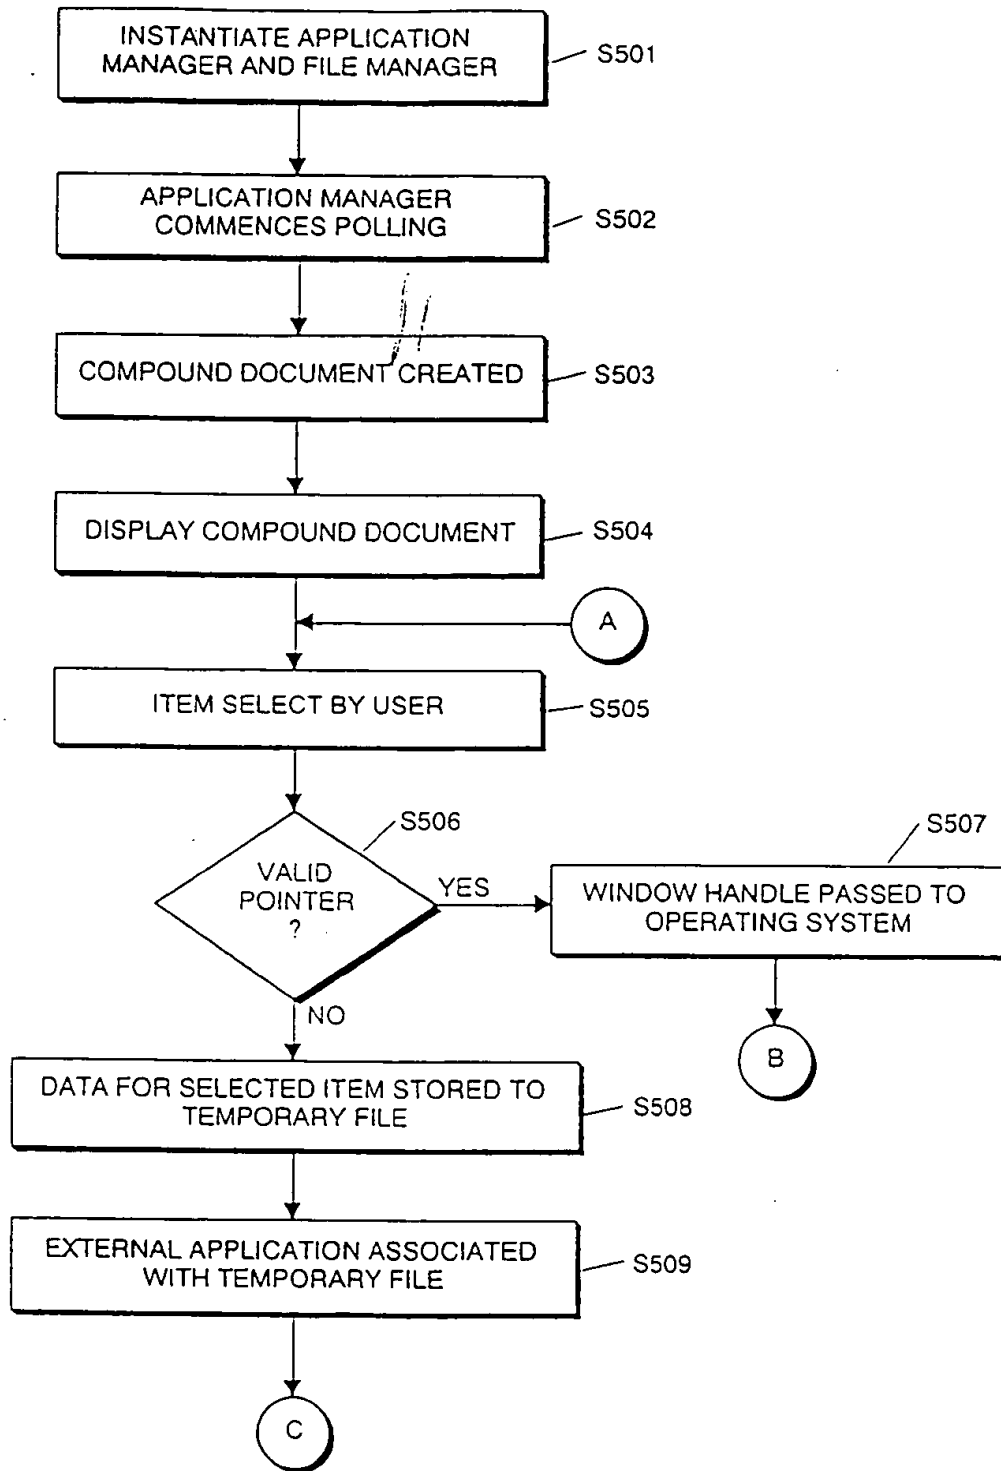 INSTANTIATE APPLICATION
MANAGER AND FILE MANAGER
S501
APPLICATION MANAGER
COMMENCES POLLING
S502
COMPOUND DOCUMENT CREATED
S503
DISPLAY COMPOUND DOCUMENT
S504
A
ITEM SELECT BY USER
S505
S506
VALID
POINTER
?
YES
S507
WINDOW HANDLE PASSED TO
OPERATING SYSTEM
B
NO
DATA FOR SELECTED ITEM STORED TO
TEMPORARY FILE
S508
EXTERNAL APPLICATION ASSOCIATED
WITH TEMPORARY FILE
S509
C